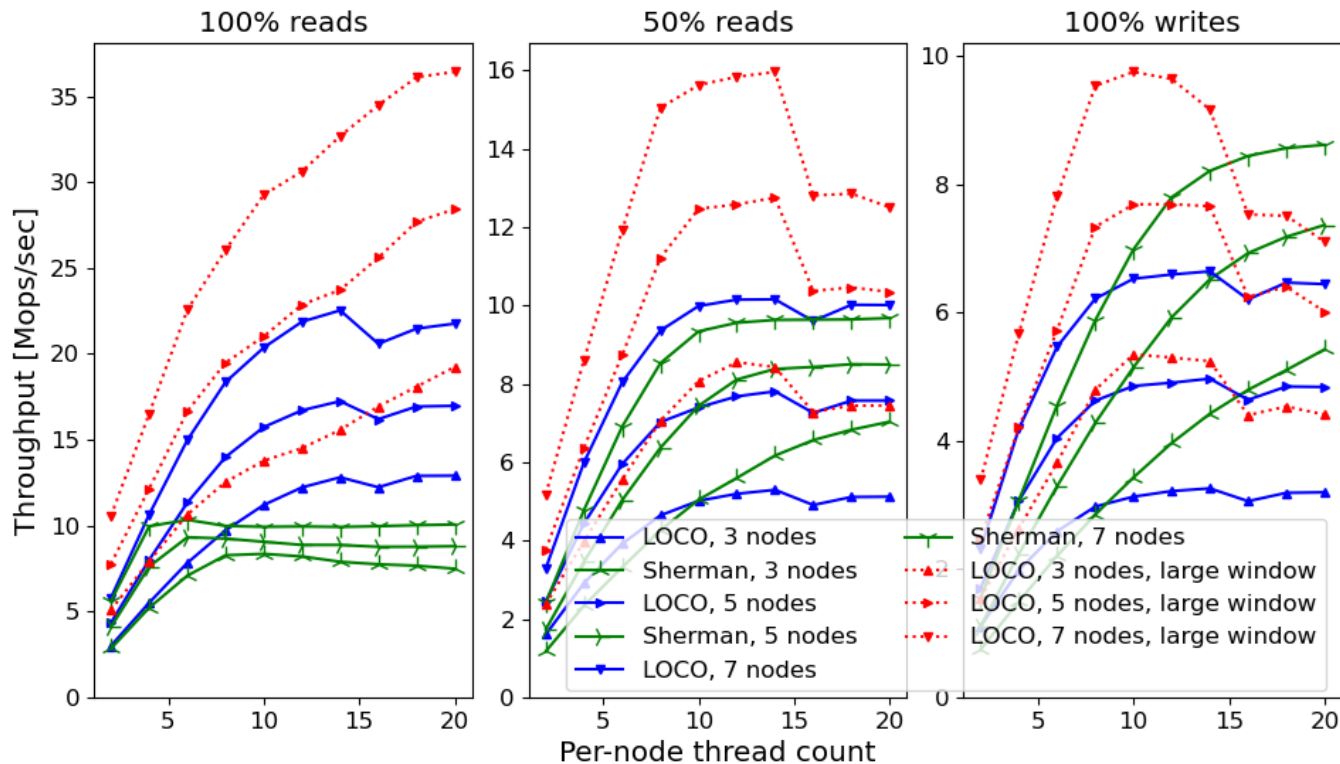 100% reads
50% reads
100% writes
Throughput [Mops/sec]
35
30
25
20
15
10
5
0
5
10
15
20
16
14
12
10
8
6
4
2
0
5
10
15
20
10
8
6
4
2
0
5
10
15
20
LOCO, 3 nodes
Sherman, 3 nodes
LOCO, 5 nodes
Sherman, 5 nodes
LOCO, 7 nodes
Sherman, 7 nodes
LOCO, 3 nodes, large window
LOCO, 5 nodes, large window
LOCO, 7 nodes, large window
Per-node thread count